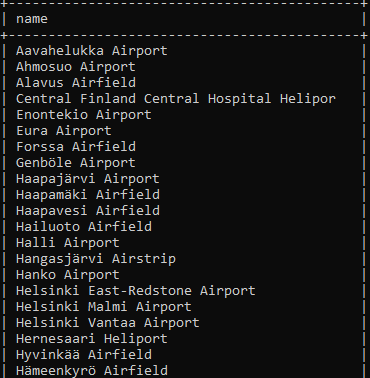 name
Aavahelukka Airport
Ahmosuo Airport
Alavus Airfield
Central Finland Central Hospital Helipor
Enontekio Airport
Eura Airport
Forssa Airfield
Genböle Airport
Haapajärvi Airport
Haapamäki Airfield
Haapavesi Airfield
Hailuoto Airfield
Halli Airport
Hangasjärvi Airstrip
Hanko Airport
Helsinki East-Redstone Airport
Helsinki Malmi Airport
Helsinki Vantaa Airport
Hernesaari Heliport
Hyvinkää Airfield
Hämeenkyrö Airfield